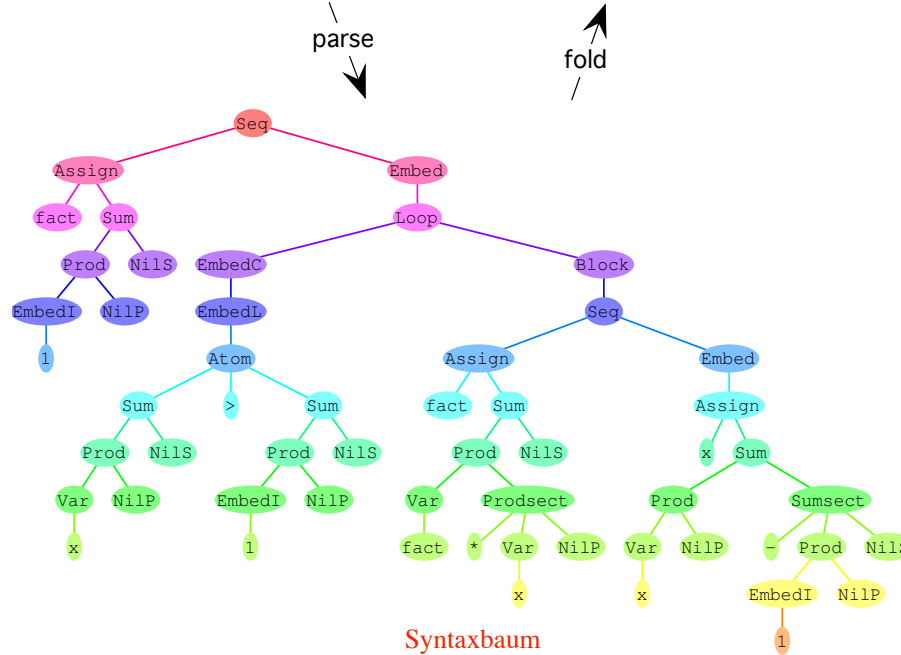 parse fold
Seq
Assign Embed
fact Sum Loop
Prod NilS EmbedC Block
EmbedI NilP EmbedL Seq
1 Atom Assign Embed
Sum > Sum fact Sum Assign
Prod NilS Prod NilS Prod NilS x Sum
Var NilP EmbedI NilP Var Prodsect Prod Sumsect
x 1 fact * Var NilP Var NilP - Prod NilS
x x EmbedI NilP
1
Syntaxbaum